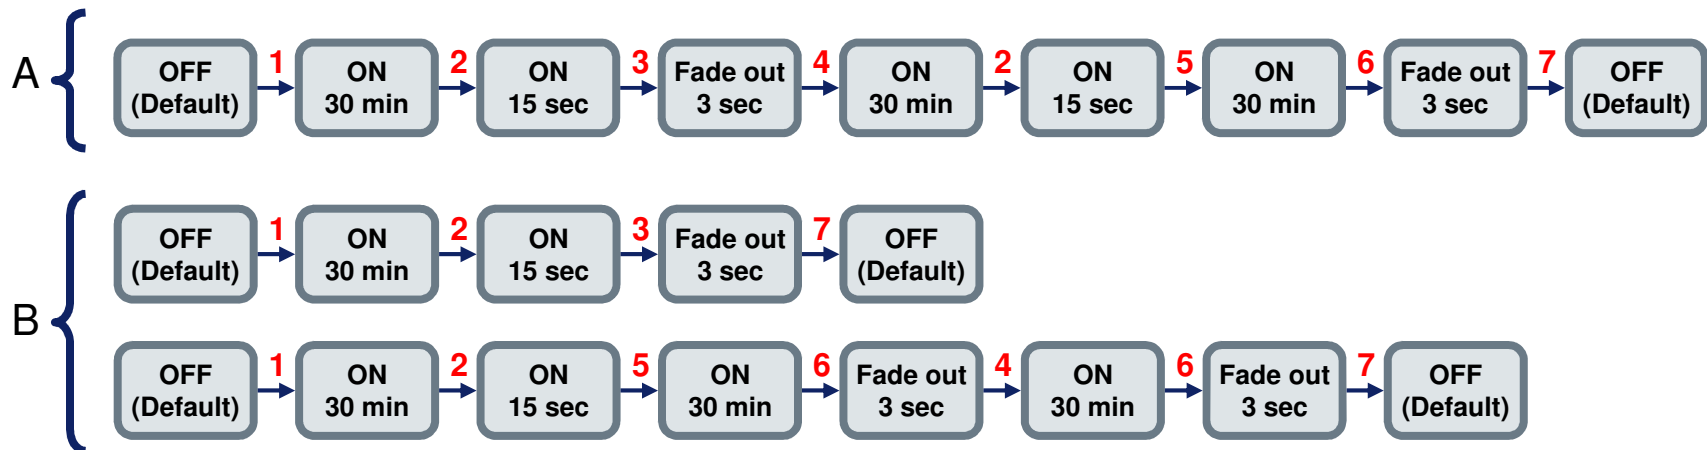 A
1 2 3 4 2 5 6 7
OFF ON ON Fade out ON ON ON Fade out OFF
(Default) 30 min 15 sec 3 sec 30 min 15 sec 30 min 3 sec (Default)
B
1 2 3 7
OFF ON ON Fade out OFF
(Default) 30 min 15 sec 3 sec (Default)
1 2 5 6 4 6 7
OFF ON ON ON Fade out ON Fade out OFF
(Default) 30 min 15 sec 30 min 3 sec 30 min 3 sec (Default)